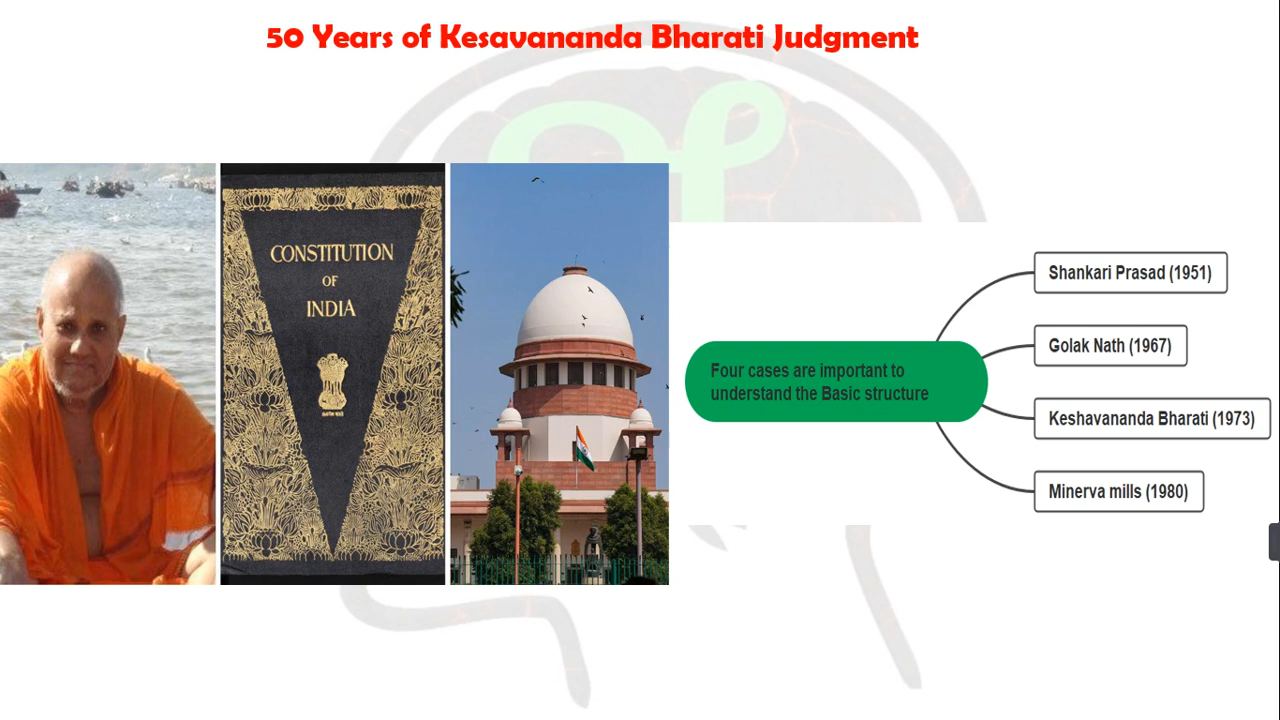 50 Years of Kesavananda Bharati Judgment
CONSTITUTION
OF
INDIA
Four cases are important to
understand the Basic structure
Shankari Prasad (1951)
Golak Nath (1967)
Keshavananda Bharati (1973)
Minerva mills (1980)